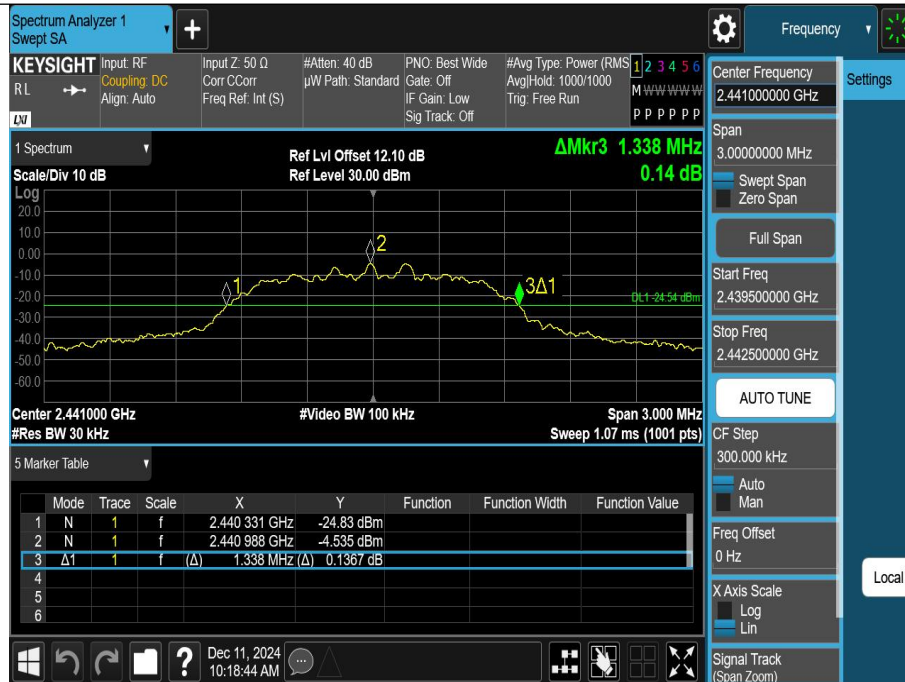 Spectrum Analyzer 1
Swept SA
+
Frequency
KEYSIGHT
RL
LXI
Input: RF
Coupling: DC
Align: Auto
Input Z: 50 Ω
Corr CCorr
Freq Ref: Int (S)
#Atten: 40 dB
µW Path: Standard
PNO: Best Wide
Gate: Off
IF Gain: Low
Sig Track: Off
#Avg Type: Power (RMS
Avg|Hold: 1000/1000
Trig: Free Run
1 2 3 4 5 6
M W W W W W
P P P P P P
1 Spectrum
Scale/Div 10 dB
Ref Lvl Offset 12.10 dB
Ref Level 30.00 dBm
ΔMkr3 1.338 MHz
0.14 dB
Log
20.0
10.0
0.00
-10.0
-20.0
-30.0
-40.0
-50.0
-60.0
1
2
3Δ1
DL1 -24.54 dBm
Center 2.441000 GHz
#Video BW 100 kHz
Span 3.000 MHz
#Res BW 30 kHz
Sweep 1.07 ms (1001 pts)
5 Marker Table
Mode Trace Scale X Y Function Function Width Function Value
1 N 1 f 2.440 331 GHz -24.83 dBm
2 N 1 f 2.440 988 GHz -4.535 dBm
3 Δ1 1 f (Δ) 1.338 MHz (Δ) 0.1367 dB
4
5
6
?
Dec 11, 2024
10:18:44 AM
Center Frequency
2.441000000 GHz
Settings
Span
3.00000000 MHz
Swept Span
Zero Span
Full Span
Start Freq
2.439500000 GHz
Stop Freq
2.442500000 GHz
AUTO TUNE
CF Step
300.000 kHz
Auto
Man
Freq Offset
0 Hz
Local
X Axis Scale
Log
Lin
Signal Track
(Span Zoom)